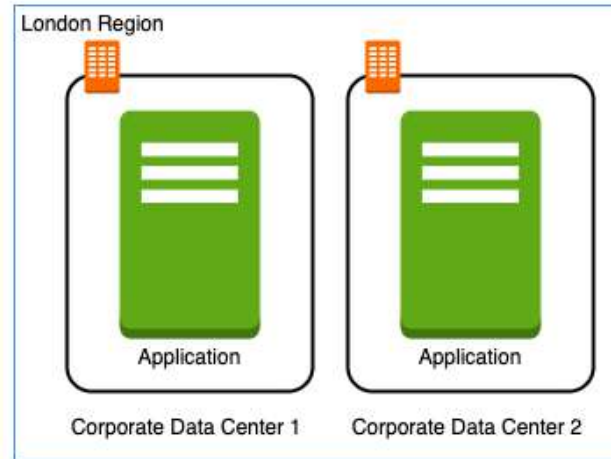 London Region
Application
Application
Corporate Data Center 1
Corporate Data Center 2